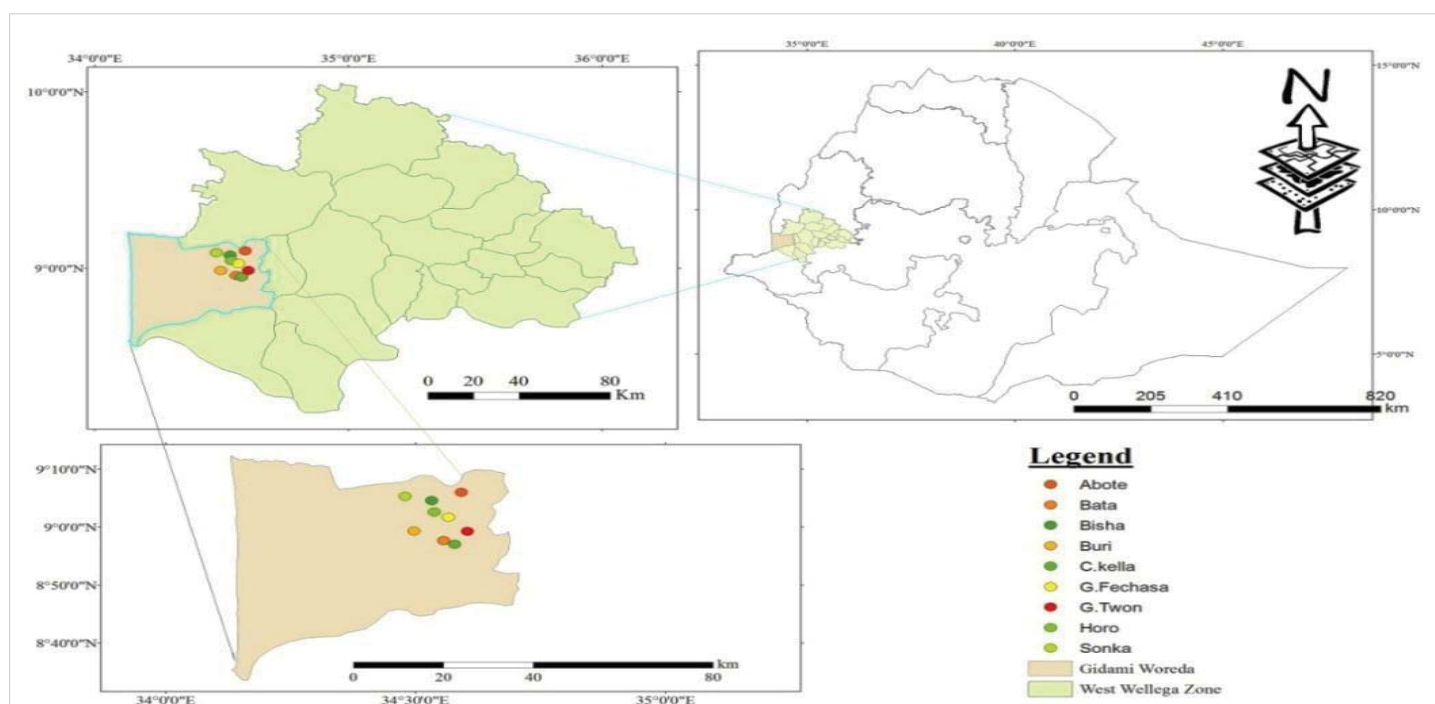 34°0'0"E 35°0'0"E 36°0'0"E
10°0'0"N
9°0'0"N
0 20 40 80
Km
35°0'0"E 40°0'0"E 45°0'0"E
15°0'0"N
10°0'0"N
5°0'0"N
N
0 205 410 820
km
9°10'0"N
9°0'0"N
8°50'0"N
8°40'0"N
km
0 20 40 80
34°0'0"E 34°30'0"E 35°0'0"E
Legend
Abote
Bata
Bisha
Buri
C.kella
G.Fechasa
G.Twon
Horo
Sonka
Gidami Woreda
West Wellega Zone